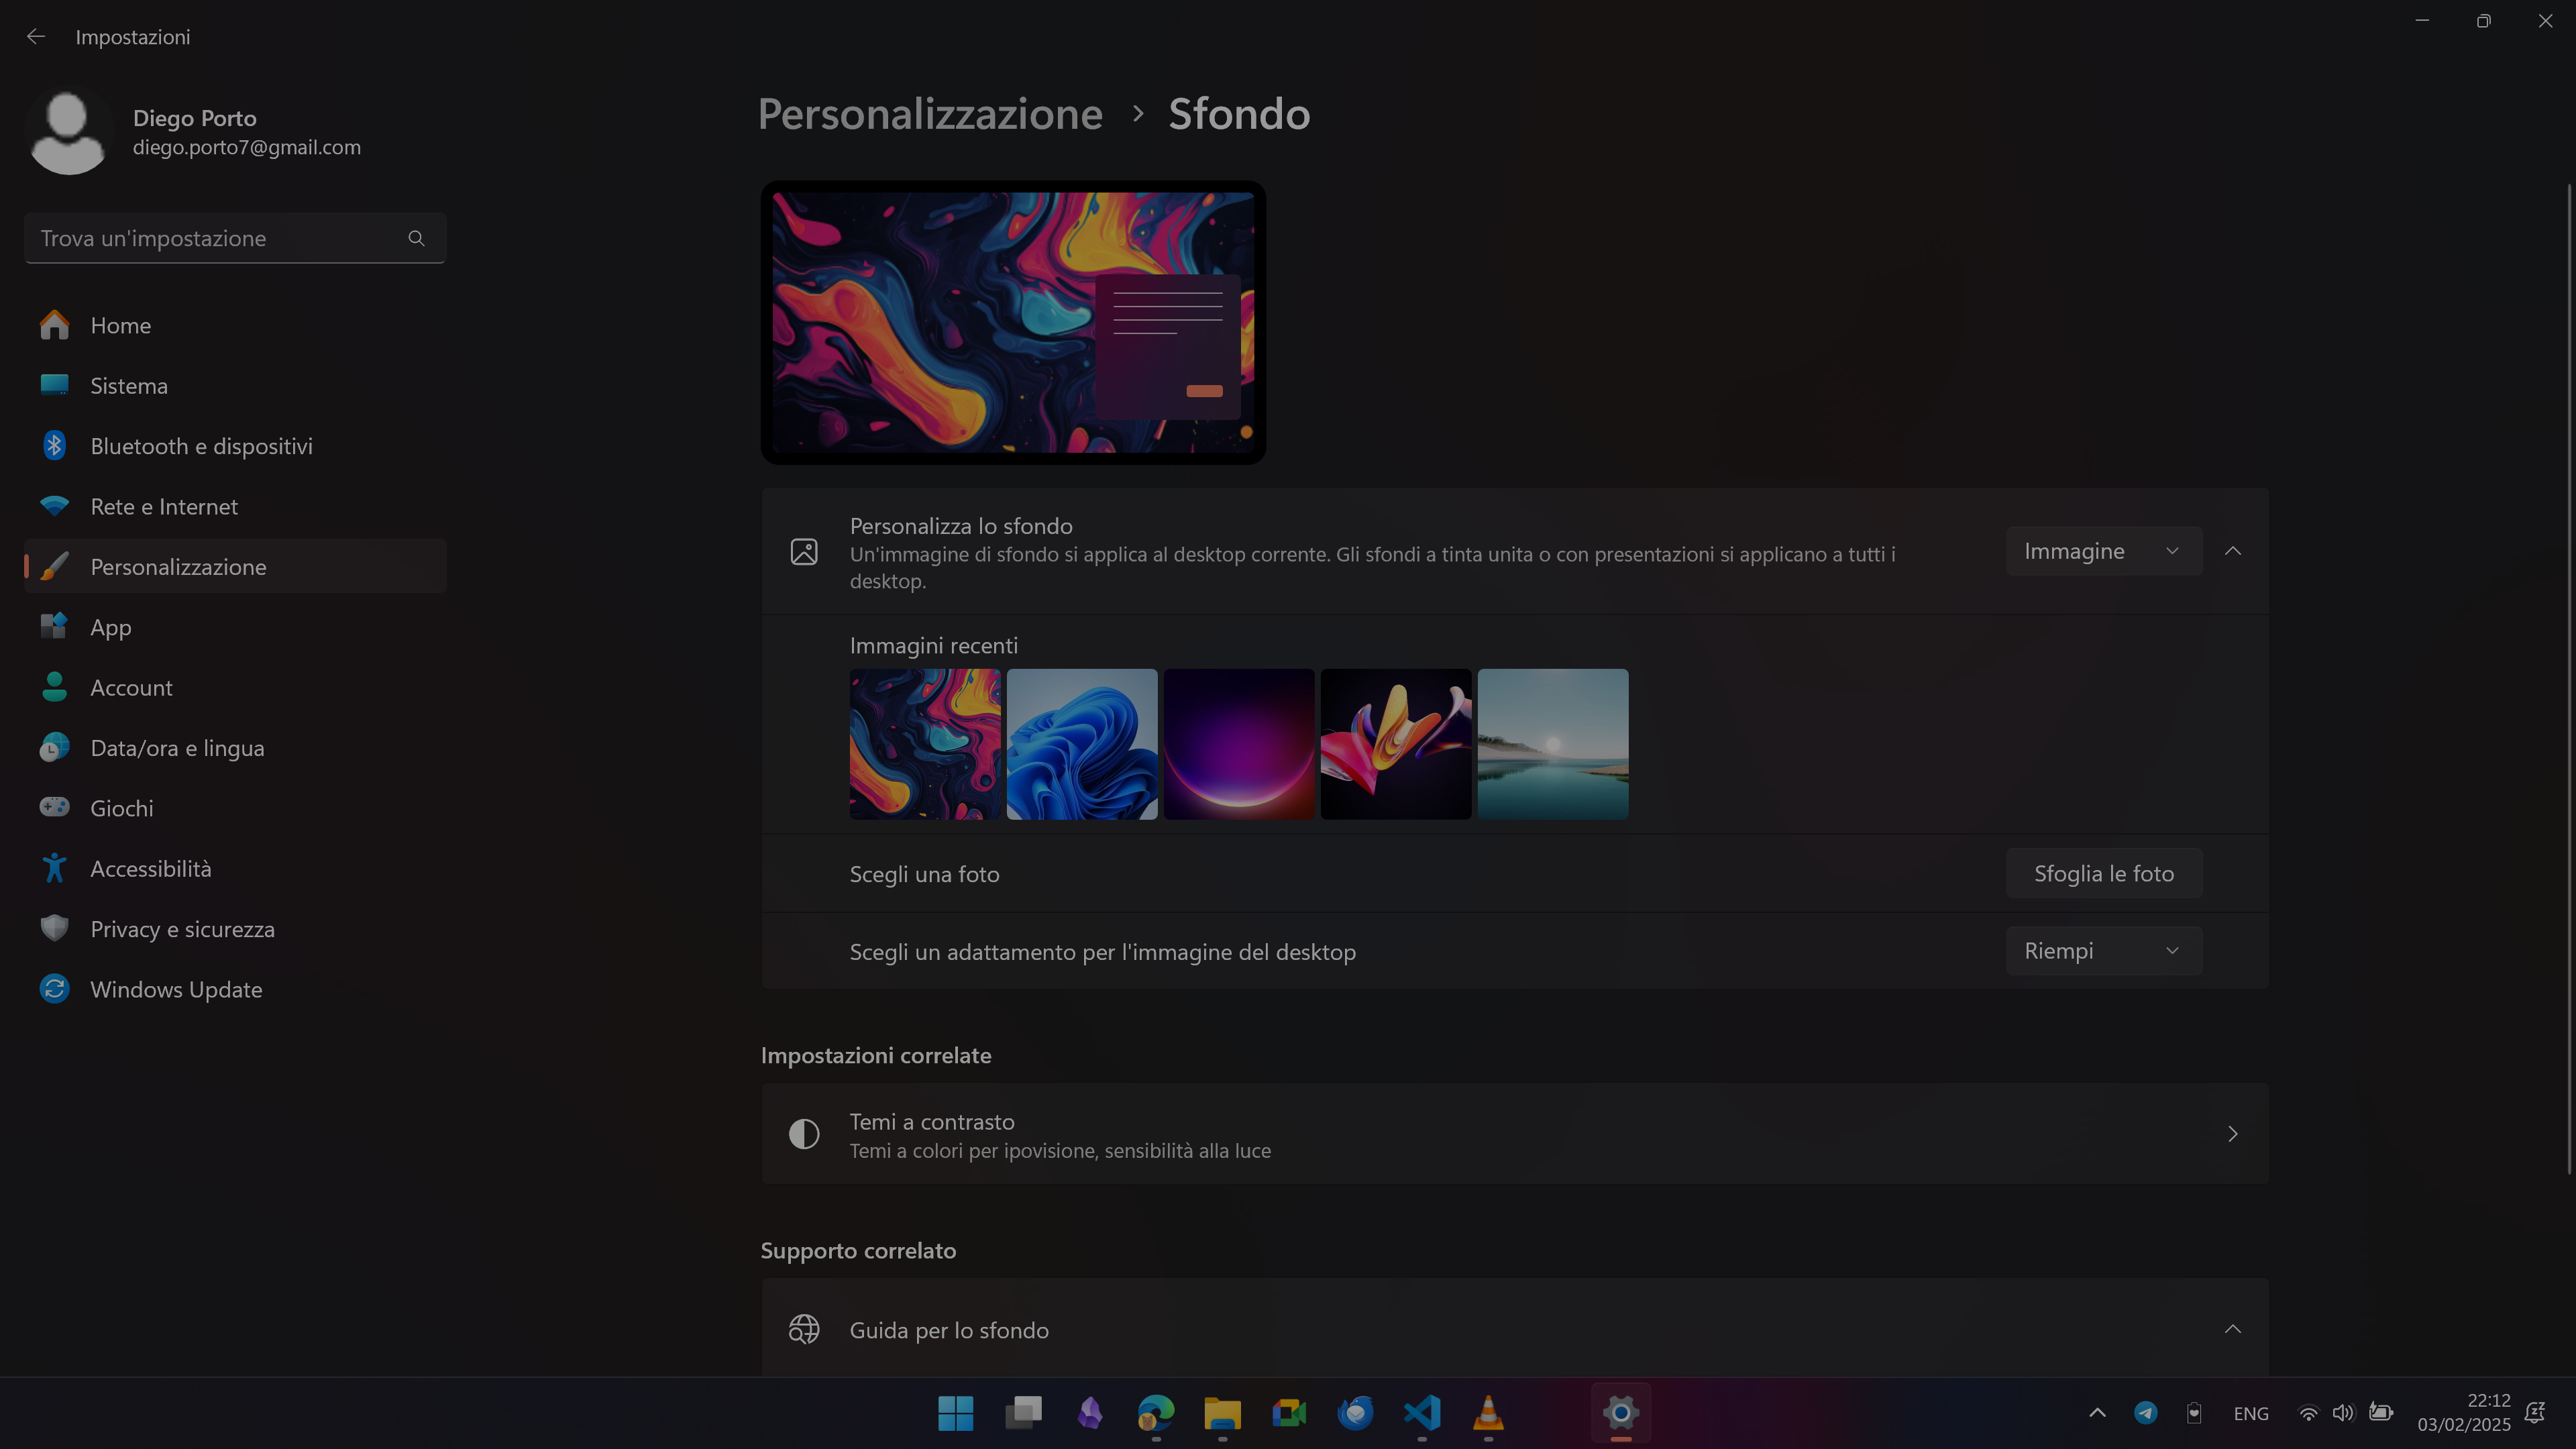 Impostazioni
Diego Porto
diego.porto7@gmail.com
Trova un'impostazione
Home
Sistema
Bluetooth e dispositivi
Rete e Internet
Personalizzazione
App
Account
Data/ora e lingua
Giochi
Accessibilità
Privacy e sicurezza
Windows Update
Personalizzazione > Sfondo
Personalizza lo sfondo
Un'immagine di sfondo si applica al desktop corrente. Gli sfondi a tinta unita o con presentazioni si applicano a tutti i
desktop.
Immagine
Immagini recenti
Scegli una foto
Sfoglia le foto
Scegli un adattamento per l'immagine del desktop
Riempi
Impostazioni correlate
Temi a contrasto
Temi a colori per ipovisione, sensibilità alla luce
Supporto correlato
Guida per lo sfondo
ENG
22:12
03/02/2025